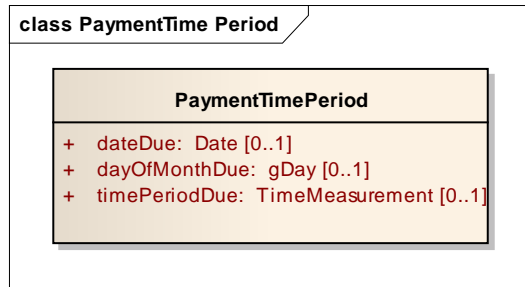 class PaymentTime Period
PaymentTimePeriod
+ dateDue: Date [0..1]
+ dayOfMonthDue: gDay [0..1]
+ timePeriodDue: TimeMeasurement [0..1]